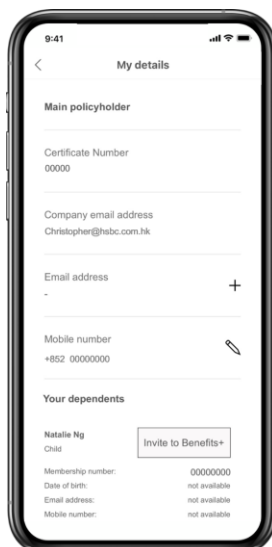 9:41
My details
Main policyholder
Certificate Number
00000
Company email address
Christopher@hsbc.com.hk
Email address
-
Mobile number
+852 00000000
Your dependents
Natalie Ng
Child
Invite to Benefits+
Membership number: 00000000
Date of birth: not available
Email address: not available
Mobile number: not available